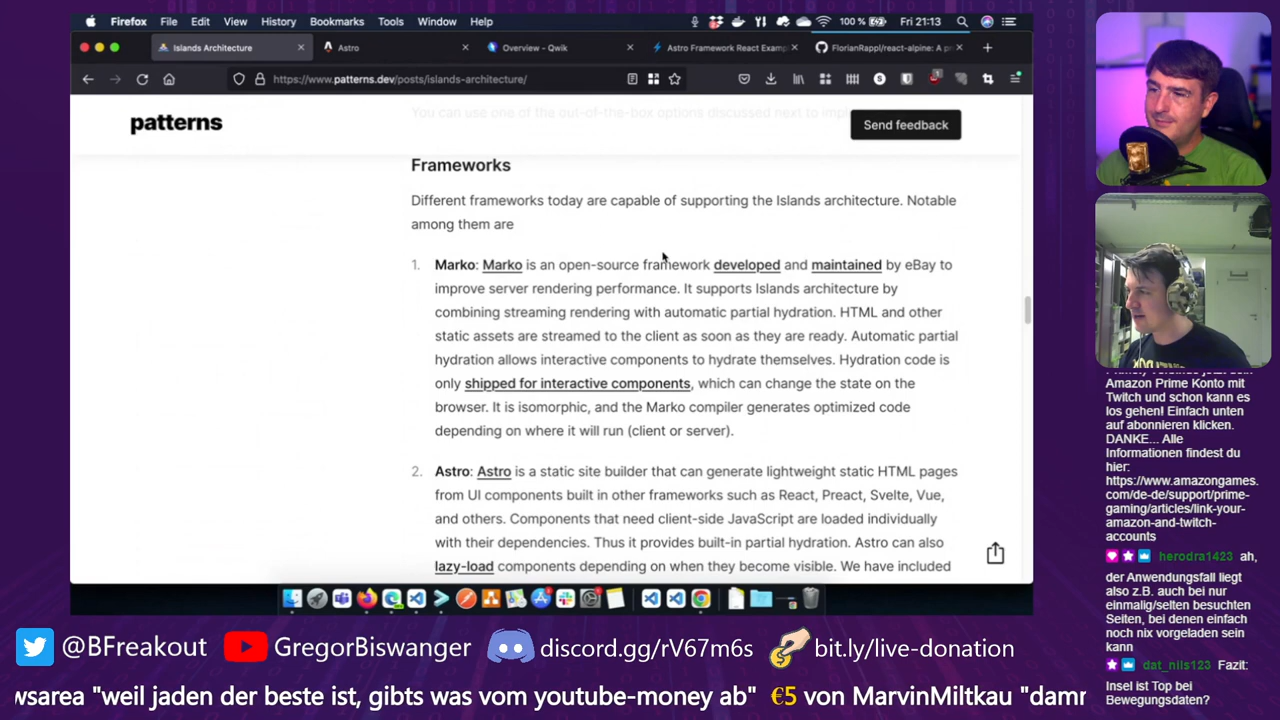 Firefox File Edit View History Bookmarks Tools Window Help
100 % Fri 21:13
Islands Architecture
Astro
Overview - Qwik
Astro Framework React Examp
FlorianRappl/react-alpine: A p
https://www.patterns.dev/posts/islands-architecture/
You can use one of the out-of-the-box options discussed next to impl
patterns
Send feedback
Frameworks
Different frameworks today are capable of supporting the Islands architecture. Notable
among them are
1. Marko: Marko is an open-source framework developed and maintained by eBay to
improve server rendering performance. It supports Islands architecture by
combining streaming rendering with automatic partial hydration. HTML and other
static assets are streamed to the client as soon as they are ready. Automatic partial
hydration allows interactive components to hydrate themselves. Hydration code is
only shipped for interactive components, which can change the state on the
browser. It is isomorphic, and the Marko compiler generates optimized code
depending on where it will run (client or server).
2. Astro: Astro is a static site builder that can generate lightweight static HTML pages
from UI components built in other frameworks such as React, Preact, Svelte, Vue,
and others. Components that need client-side JavaScript are loaded individually
with their dependencies. Thus it provides built-in partial hydration. Astro can also
lazy-load components depending on when they become visible. We have included
Amazon Prime Konto mit
Twitch und schon kann es
los gehen! Einfach unten
auf abonnieren klicken.
DANKE... Alle
Informationen findest du
hier:
https://www.amazongames.
com/de-de/support/prime-
gaming/articles/link-your-
amazon-and-twitch-
accounts
herodra1423 ah,
der Anwendungsfall liegt
also z.B. auch bei nur
einmalig/selten besuchten
Seiten, bei denen einfach
noch nix vorgeladen sein
kann
dat_nils123 Fazit:
Insel ist Top bei
Bewegungsdaten?
@BFreakout
GregorBiswanger
discord.gg/rV67m6s
bit.ly/live-donation
wsarea "weil jaden der beste ist, gibts was vom youtube-money ab" €5 von MarvinMiltkau "damr